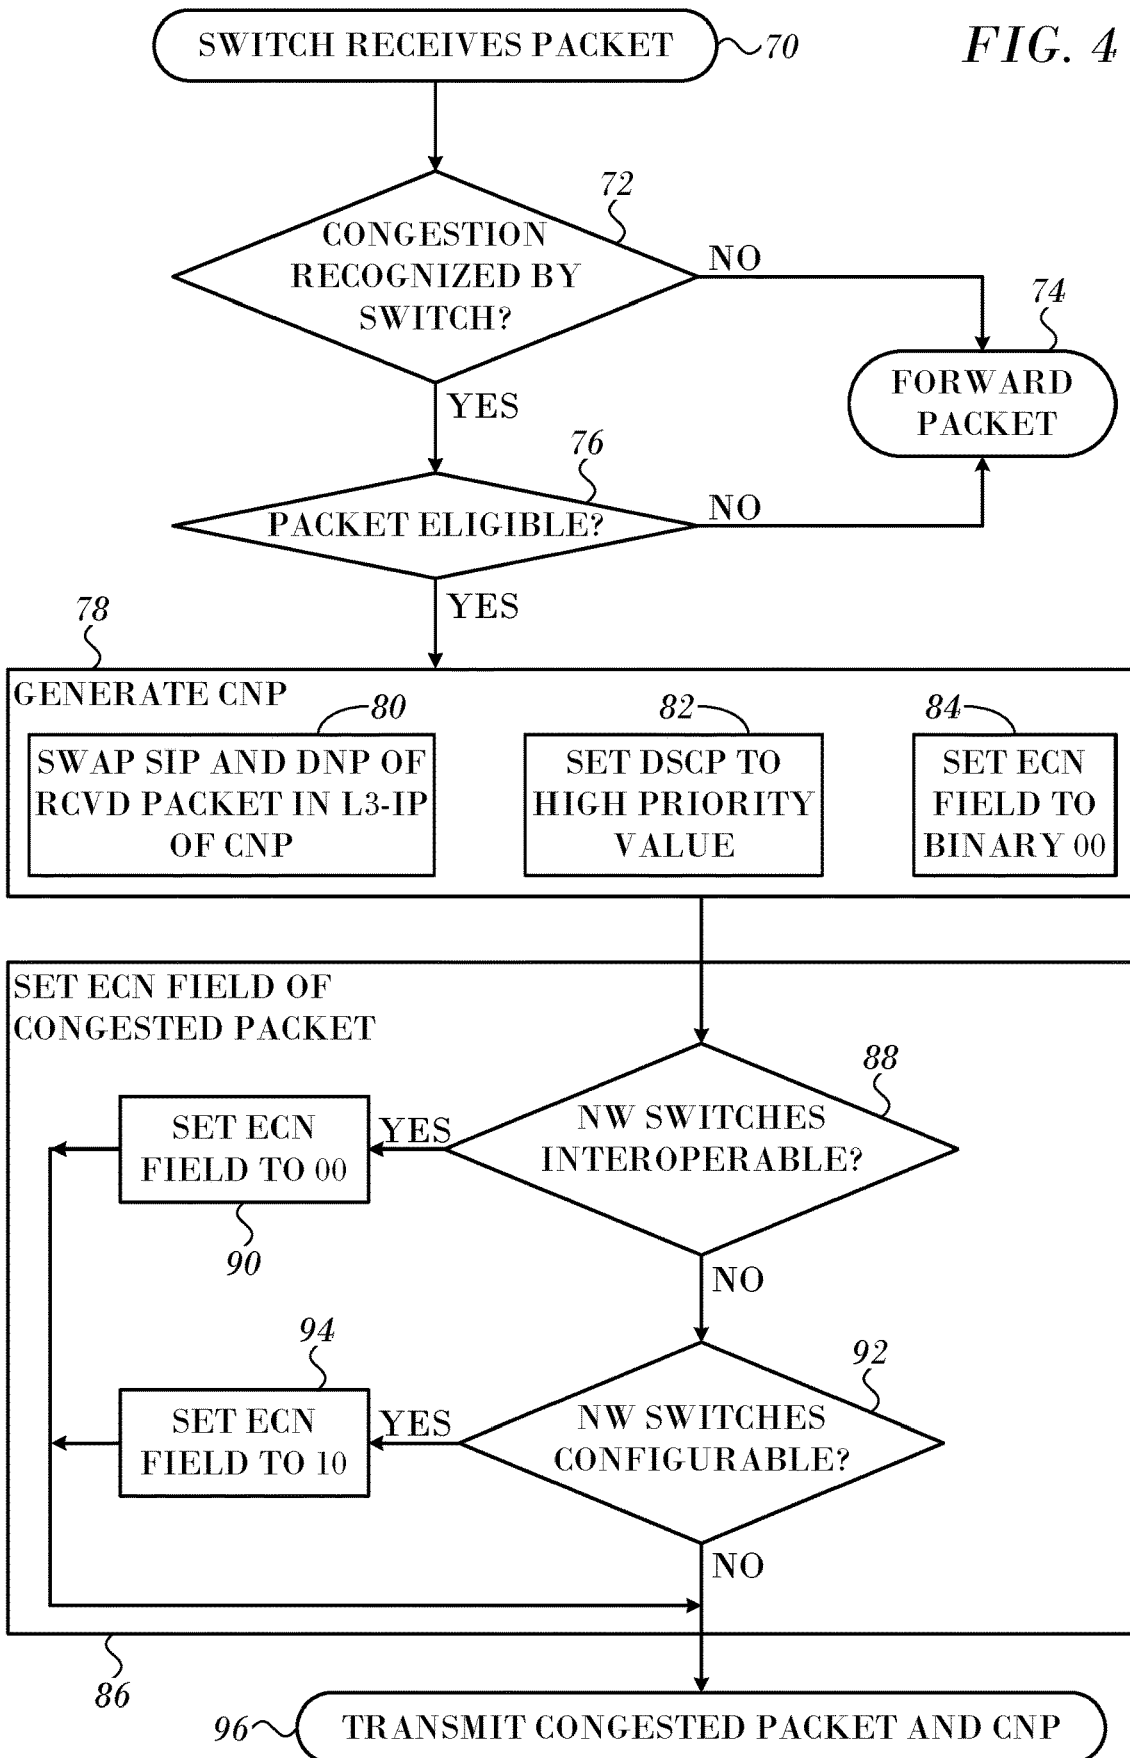 FIG. 4
SWITCH RECEIVES PACKET
70
72
CONGESTION
RECOGNIZED BY
SWITCH?
NO
74
FORWARD
PACKET
YES
76
PACKET ELIGIBLE?
NO
YES
78
GENERATE CNP
80
SWAP SIP AND DNP OF
RCVD PACKET IN L3-IP
OF CNP
82
SET DSCP TO
HIGH PRIORITY
VALUE
84
SET ECN
FIELD TO
BINARY 00
SET ECN FIELD OF
CONGESTED PACKET
88
NW SWITCHES
INTEROPERABLE?
YES
SET ECN
FIELD TO 00
90
NO
92
NW SWITCHES
CONFIGURABLE?
YES
94
SET ECN
FIELD TO 10
NO
86
96
TRANSMIT CONGESTED PACKET AND CNP